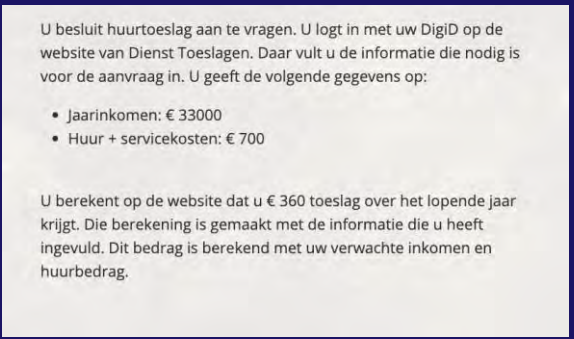 U besluit huurtoeslag aan te vragen. U logt in met uw DigiD op de
website van Dienst Toeslagen. Daar vult u de informatie die nodig is
voor de aanvraag in. U geeft de volgende gegevens op:
• Jaarinkomen: € 33000
• Huur + servicekosten: € 700
U berekent op de website dat u € 360 toeslag over het lopende jaar
krijgt. Die berekening is gemaakt met de informatie die u heeft
ingevuld. Dit bedrag is berekend met uw verwachte inkomen en
huurbedrag.